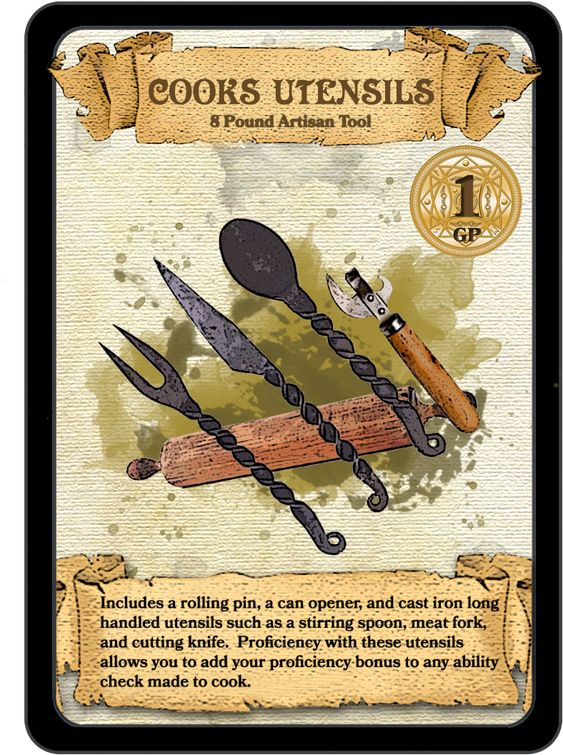 COOKS UTENSILS
8 Pound Artisan Tool
1
GP
Includes a rolling pin, a can opener, and cast iron long
handled utensils such as a stirring spoon, meat fork,
and cutting knife.  Proficiency with these utensils
allows you to add your proficiency bonus to any ability
check made to cook.